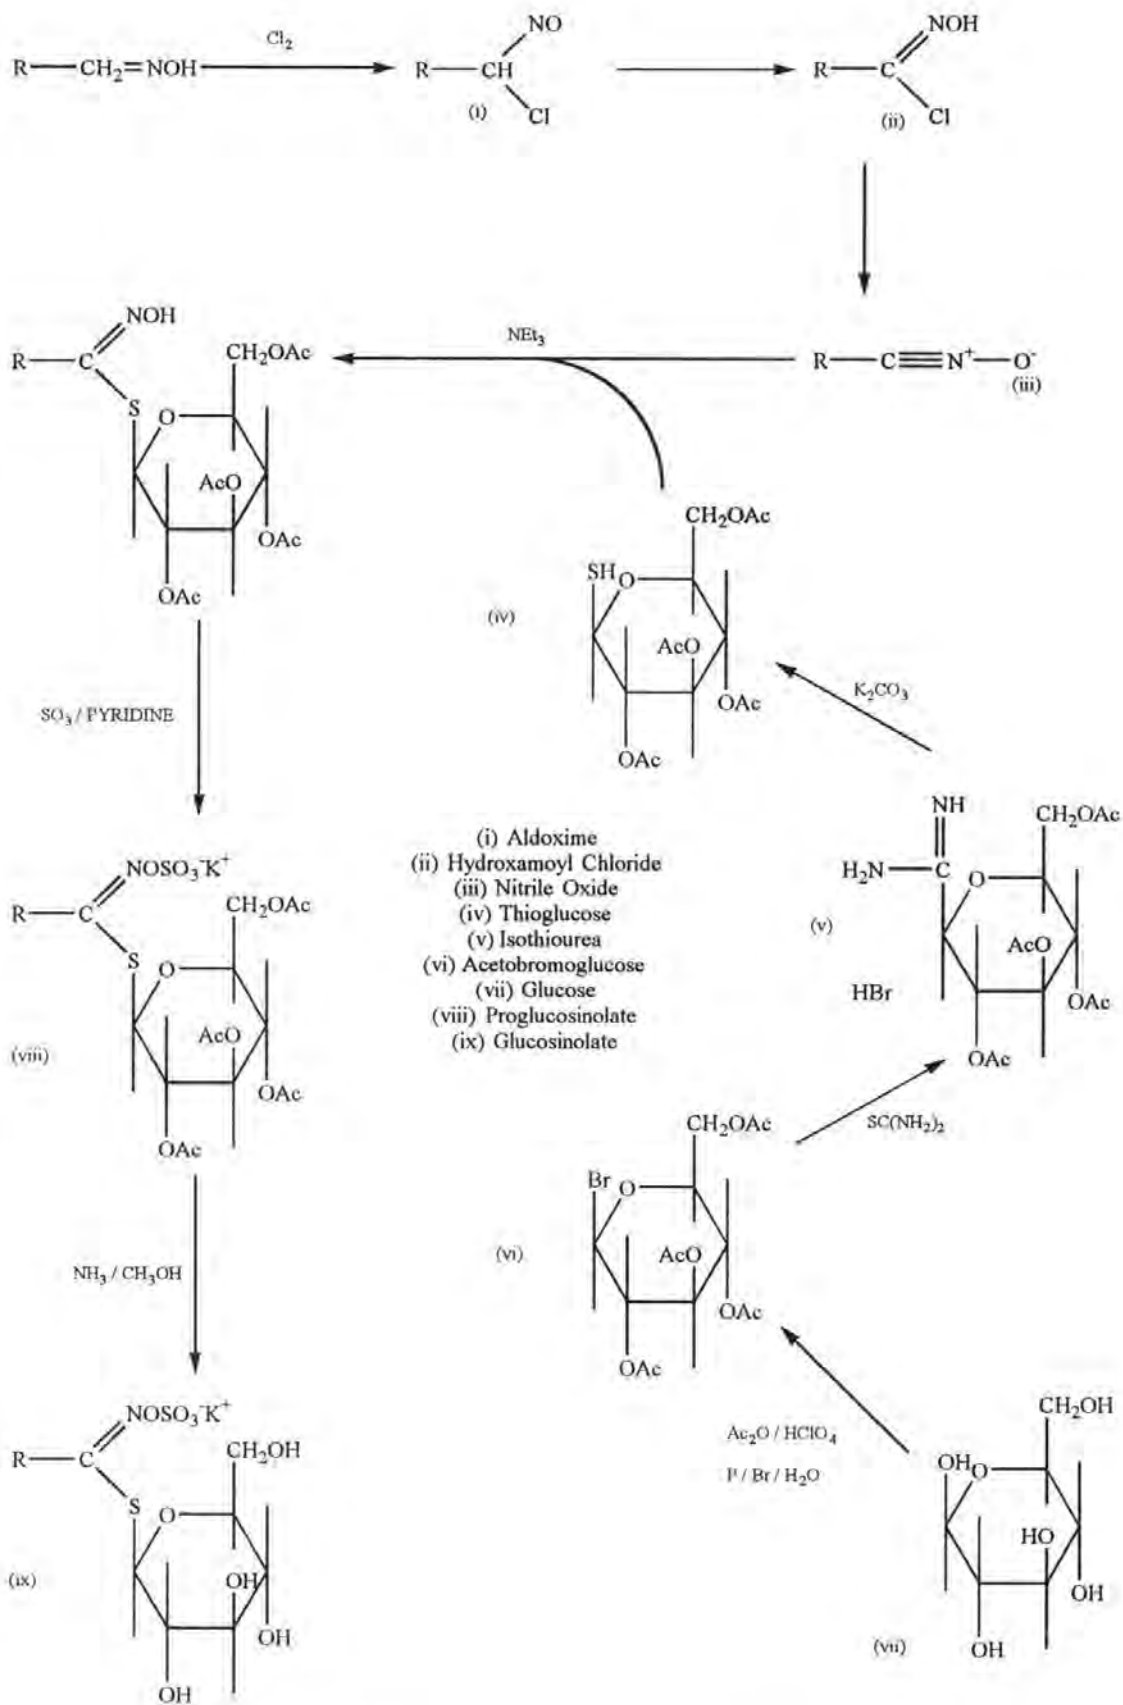 R—CH₂=NOH
Cl₂
NO
R—CH
Cl
(i)
NOH
R—C
Cl
(ii)
NOH
R—C
S
O
CH₂OAc
AcO
OAc
OAc
NEt₃
R—C≡N⁺—O⁻
(iii)
CH₂OAc
SH
O
(iv)
AcO
OAc
OAc
K₂CO₃
SO₃ / PYRIDINE
NH
H₂N—C
CH₂OAc
O
(v)
AcO
OAc
HBr
OAc
NOSO₃⁻K⁺
R—C
S
O
CH₂OAc
AcO
(viii)
OAc
OAc
(i) Aldoxime
(ii) Hydroxamoyl Chloride
(iii) Nitrile Oxide
(iv) Thioglucose
(v) Isothiourea
(vi) Acetobromoglucose
(vii) Glucose
(viii) Proglucosinolate
(ix) Glucosinolate
SC(NH₂)₂
CH₂OAc
Br
O
(vi)
AcO
OAc
OAc
NH₃ / CH₃OH
Ac₂O / HClO₄
P / Br / H₂O
CH₂OH
OH
O
HO
OH
OH
(vii)
NOSO₃⁻K⁺
R—C
S
O
CH₂OH
(ix)
OH
OH
OH